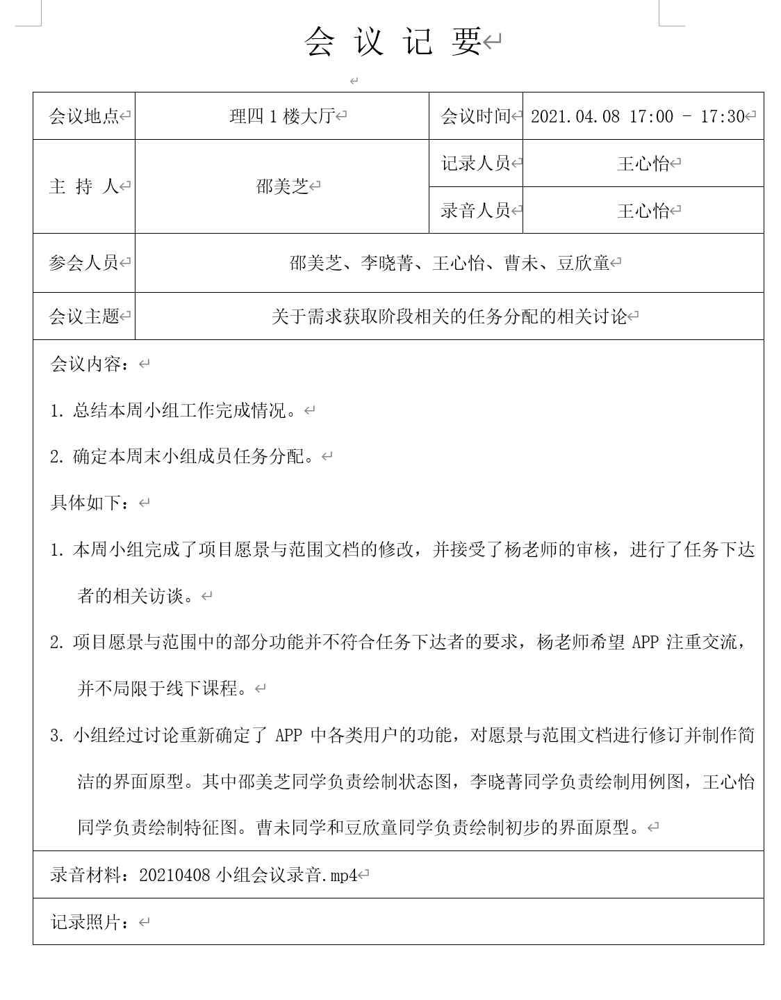 会 议 记 要
会议地点 理四 1 楼大厅 会议时间 2021.04.08 17:00 - 17:30
主 持 人 邵美芝 记录人员 王心怡
录音人员 王心怡
参会人员 邵美芝、李晓菁、王心怡、曹未、豆欣童
会议主题 关于需求获取阶段相关的任务分配的相关讨论
会议内容：
1. 总结本周小组工作完成情况。
2. 确定本周末小组成员任务分配。
具体如下：
1. 本周小组完成了项目愿景与范围文档的修改，并接受了杨老师的审核，进行了任务下达
者的相关访谈。
2. 项目愿景与范围中的部分功能并不符合任务下达者的要求，杨老师希望 APP 注重交流，
并不局限于线下课程。
3. 小组经过讨论重新确定了 APP 中各类用户的功能，对愿景与范围文档进行修订并制作简
洁的界面原型。其中邵美芝同学负责绘制状态图，李晓菁同学负责绘制用例图，王心怡
同学负责绘制特征图。曹未同学和豆欣童同学负责绘制初步的界面原型。
录音材料：20210408 小组会议录音.mp4
记录照片：